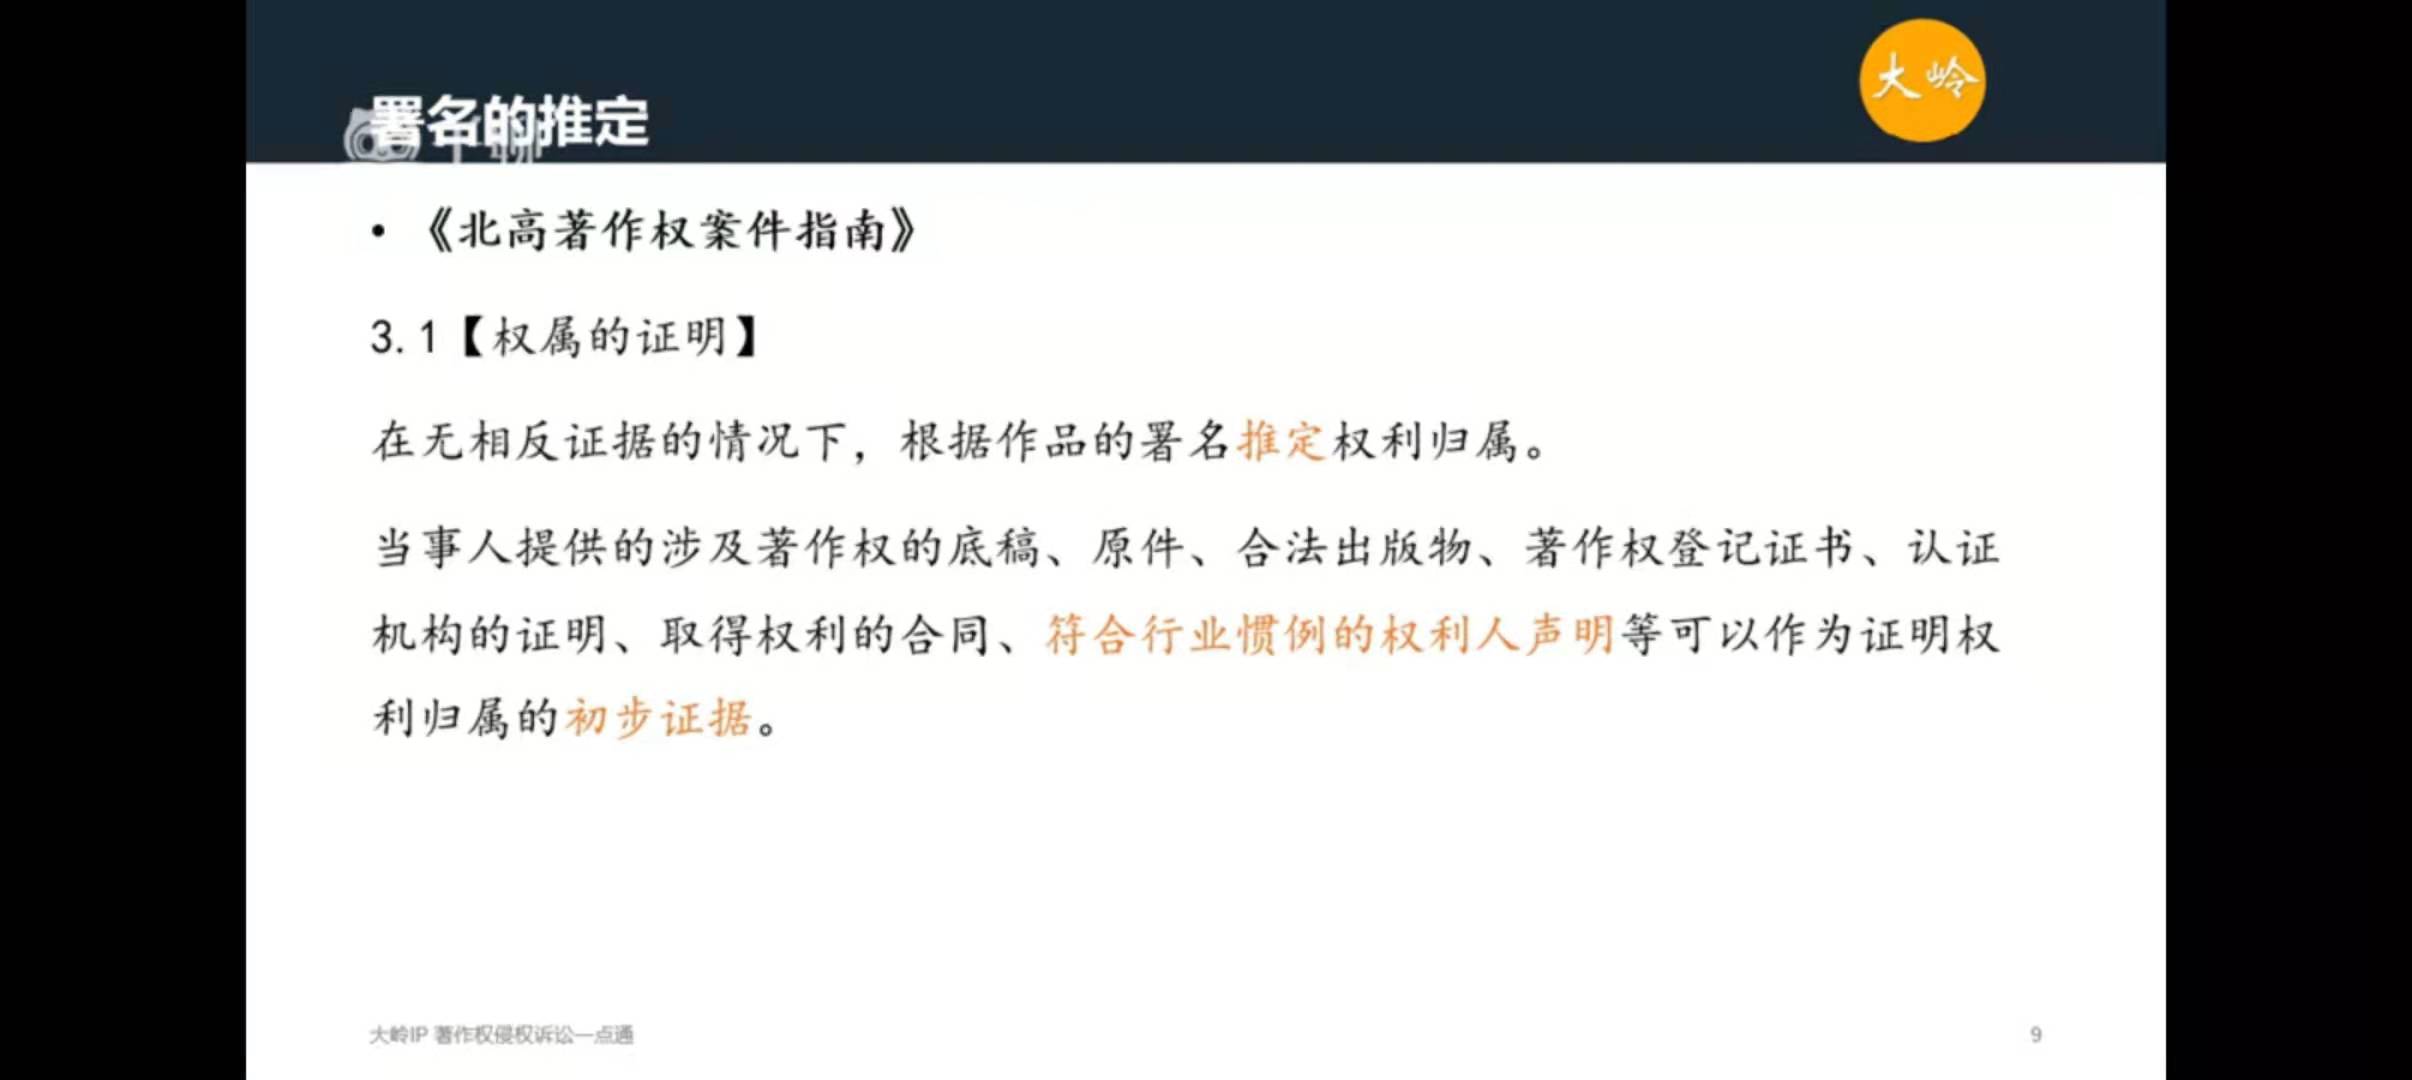 大岭
署名的推定
• 《北高著作权案件指南》
3.1【权属的证明】
在无相反证据的情况下，根据作品的署名推定权利归属。
当事人提供的涉及著作权的底稿、原件、合法出版物、著作权登记证书、认证
机构的证明、取得权利的合同、符合行业惯例的权利人声明等可以作为证明权
利归属的初步证据。
大岭IP 著作权侵权诉讼一点通
9